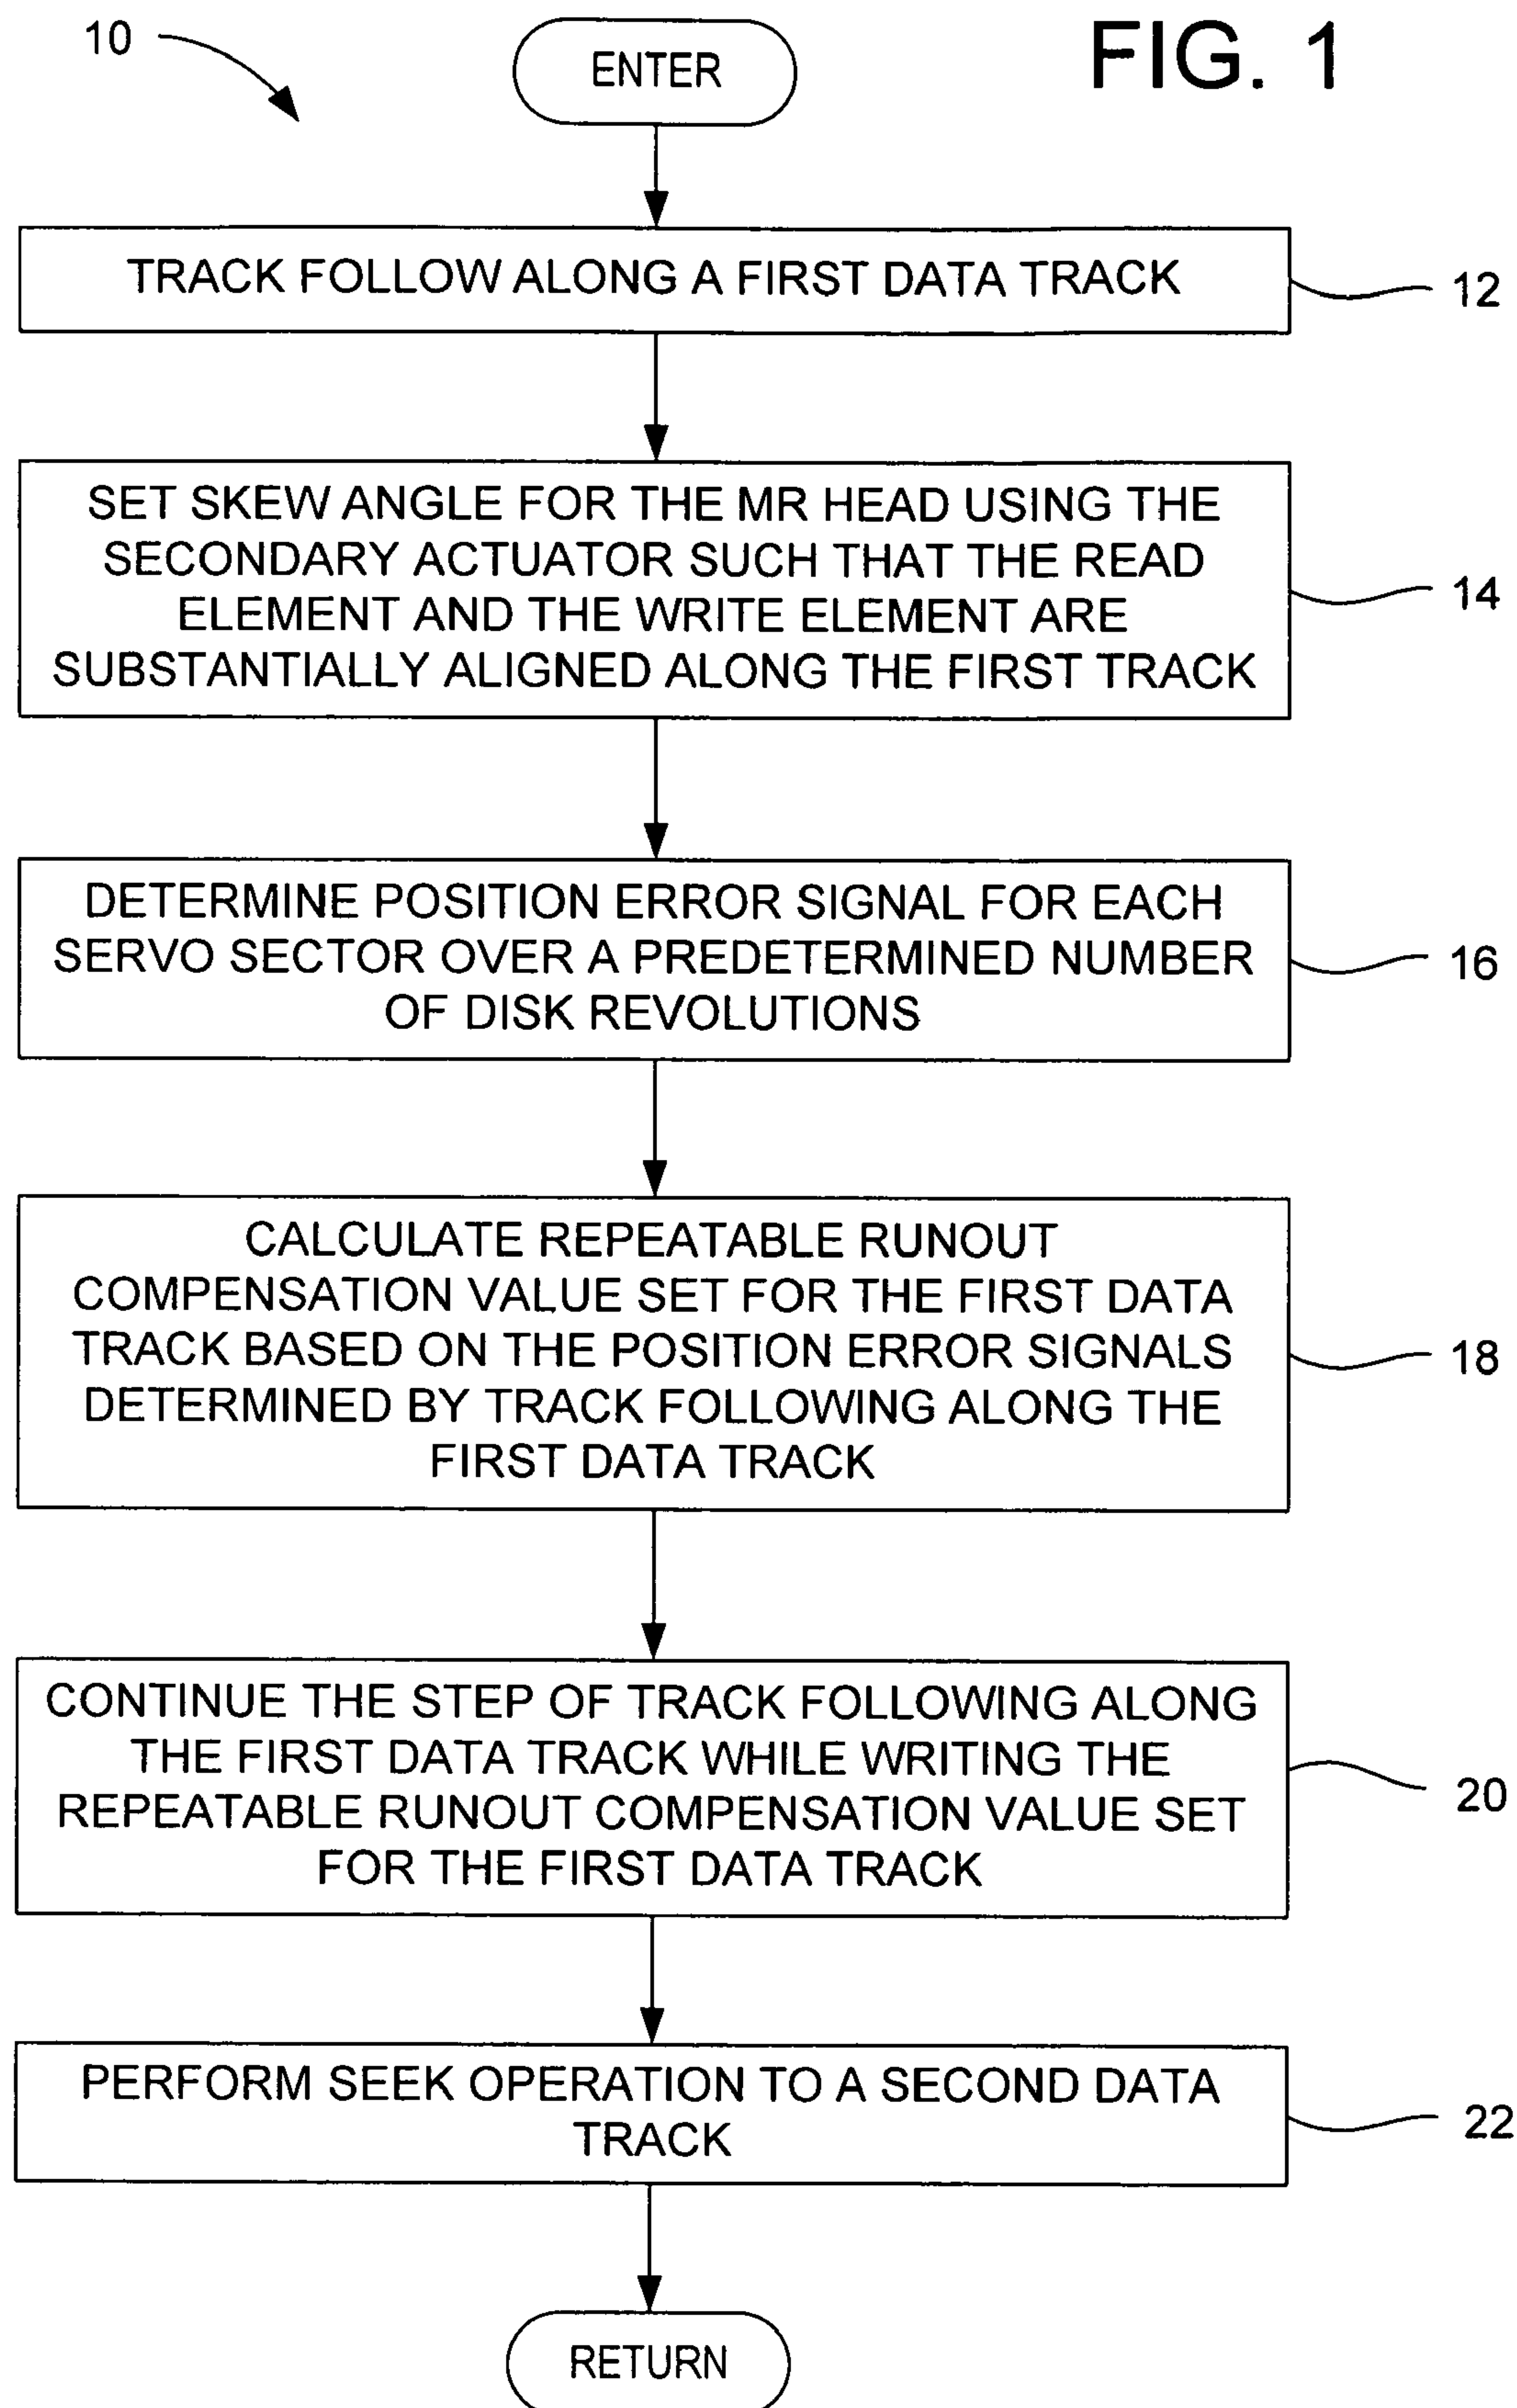 10
ENTER
FIG. 1
TRACK FOLLOW ALONG A FIRST DATA TRACK
12
SET SKEW ANGLE FOR THE MR HEAD USING THE
SECONDARY ACTUATOR SUCH THAT THE READ
ELEMENT AND THE WRITE ELEMENT ARE
SUBSTANTIALLY ALIGNED ALONG THE FIRST TRACK
14
DETERMINE POSITION ERROR SIGNAL FOR EACH
SERVO SECTOR OVER A PREDETERMINED NUMBER
OF DISK REVOLUTIONS
16
CALCULATE REPEATABLE RUNOUT
COMPENSATION VALUE SET FOR THE FIRST DATA
TRACK BASED ON THE POSITION ERROR SIGNALS
DETERMINED BY TRACK FOLLOWING ALONG THE
FIRST DATA TRACK
18
CONTINUE THE STEP OF TRACK FOLLOWING ALONG
THE FIRST DATA TRACK WHILE WRITING THE
REPEATABLE RUNOUT COMPENSATION VALUE SET
FOR THE FIRST DATA TRACK
20
PERFORM SEEK OPERATION TO A SECOND DATA
TRACK
22
RETURN